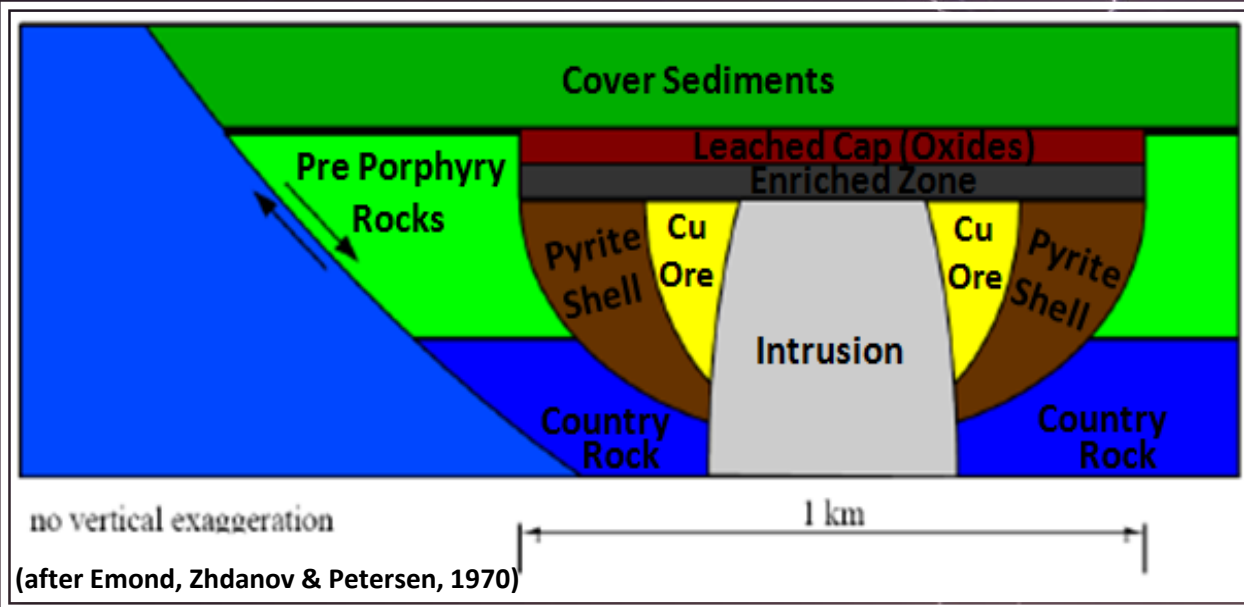 Cover Sediments
Leached Cap (Oxides)
Enriched Zone
Pre Porphyry
Rocks
Pyrite
Shell
Cu
Ore
Intrusion
Cu
Ore
Pyrite
Shell
Country
Rock
Country
Rock
no vertical exaggeration
1 km
(after Emond, Zhdanov & Petersen, 1970)